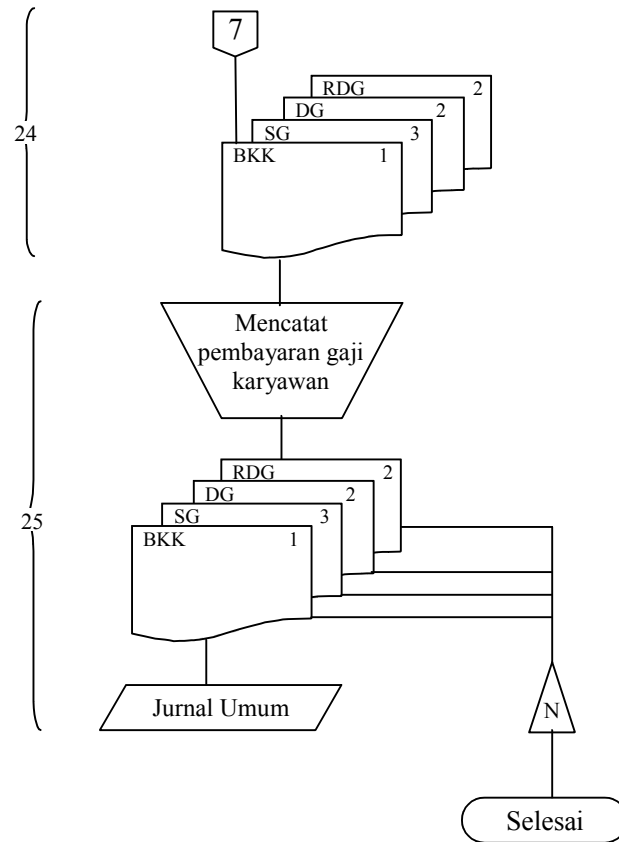 7
RDG 2
DG 2
24
SG 3
BKK 1
Mencatat
pembayaran gaji
karyawan
RDG 2
DG 2
SG 3
25
BKK 1
Jurnal Umum
N
Selesai